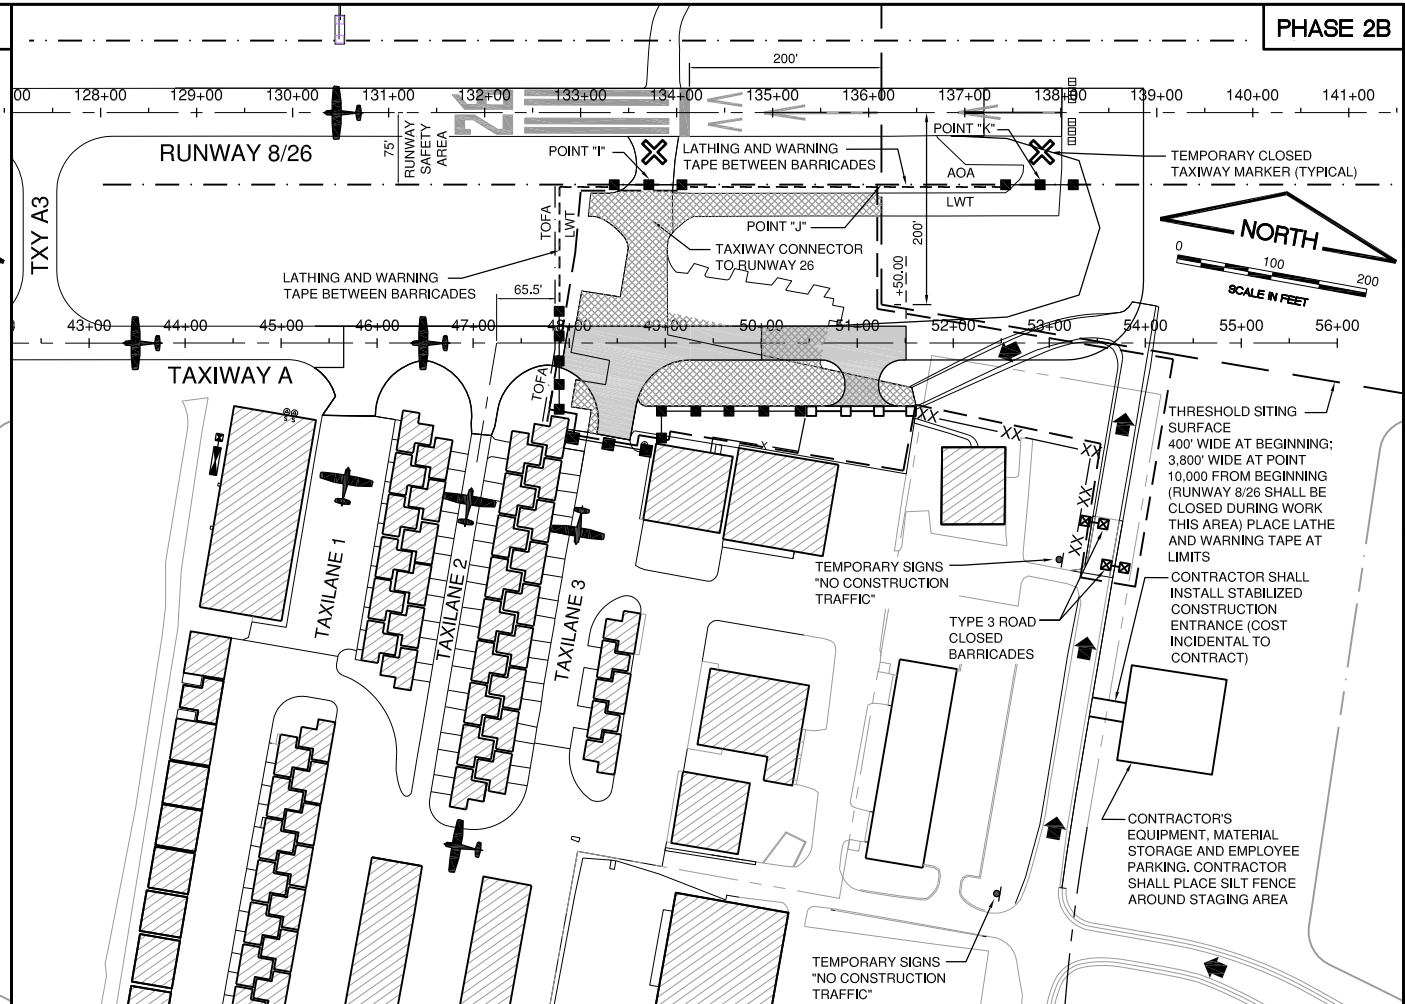 PHASE 2B
200'
00 128+00 129+00 130+00 131+00 132+00 133+00 134+00 135+00 136+00 137+00 138+00 139+00 140+00 141+00
26
RUNWAY 8/26
75'
RUNWAY
SAFETY
AREA
POINT "I"
LATHING AND WARNING
TAPE BETWEEN BARRICADES
POINT "K"
AOA
LWT
TEMPORARY CLOSED
TAXIWAY MARKER (TYPICAL)
TXY A3
TOFA
LWT
POINT "J"
200'
TAXIWAY CONNECTOR
TO RUNWAY 26
+50.00
NORTH
0 100 200
SCALE IN FEET
LATHING AND WARNING
TAPE BETWEEN BARRICADES
65.5'
43+00 44+00 45+00 46+00 47+00 48+00 49+00 50+00 51+00 52+00 53+00 54+00 55+00 56+00
TAXIWAY A
TOFA
XX
XX
XX
XX
XX
X
THRESHOLD SITING
SURFACE
400' WIDE AT BEGINNING;
3,800' WIDE AT POINT
10,000 FROM BEGINNING
(RUNWAY 8/26 SHALL BE
CLOSED DURING WORK
THIS AREA) PLACE LATHE
AND WARNING TAPE AT
LIMITS
TAXILANE 1
TAXILANE 2
TAXILANE 3
TEMPORARY SIGNS
"NO CONSTRUCTION
TRAFFIC"
TYPE 3 ROAD
CLOSED
BARRICADES
CONTRACTOR SHALL
INSTALL STABILIZED
CONSTRUCTION
ENTRANCE (COST
INCIDENTAL TO
CONTRACT)
CONTRACTOR'S
EQUIPMENT, MATERIAL
STORAGE AND EMPLOYEE
PARKING. CONTRACTOR
SHALL PLACE SILT FENCE
AROUND STAGING AREA
TEMPORARY SIGNS
"NO CONSTRUCTION
TRAFFIC"